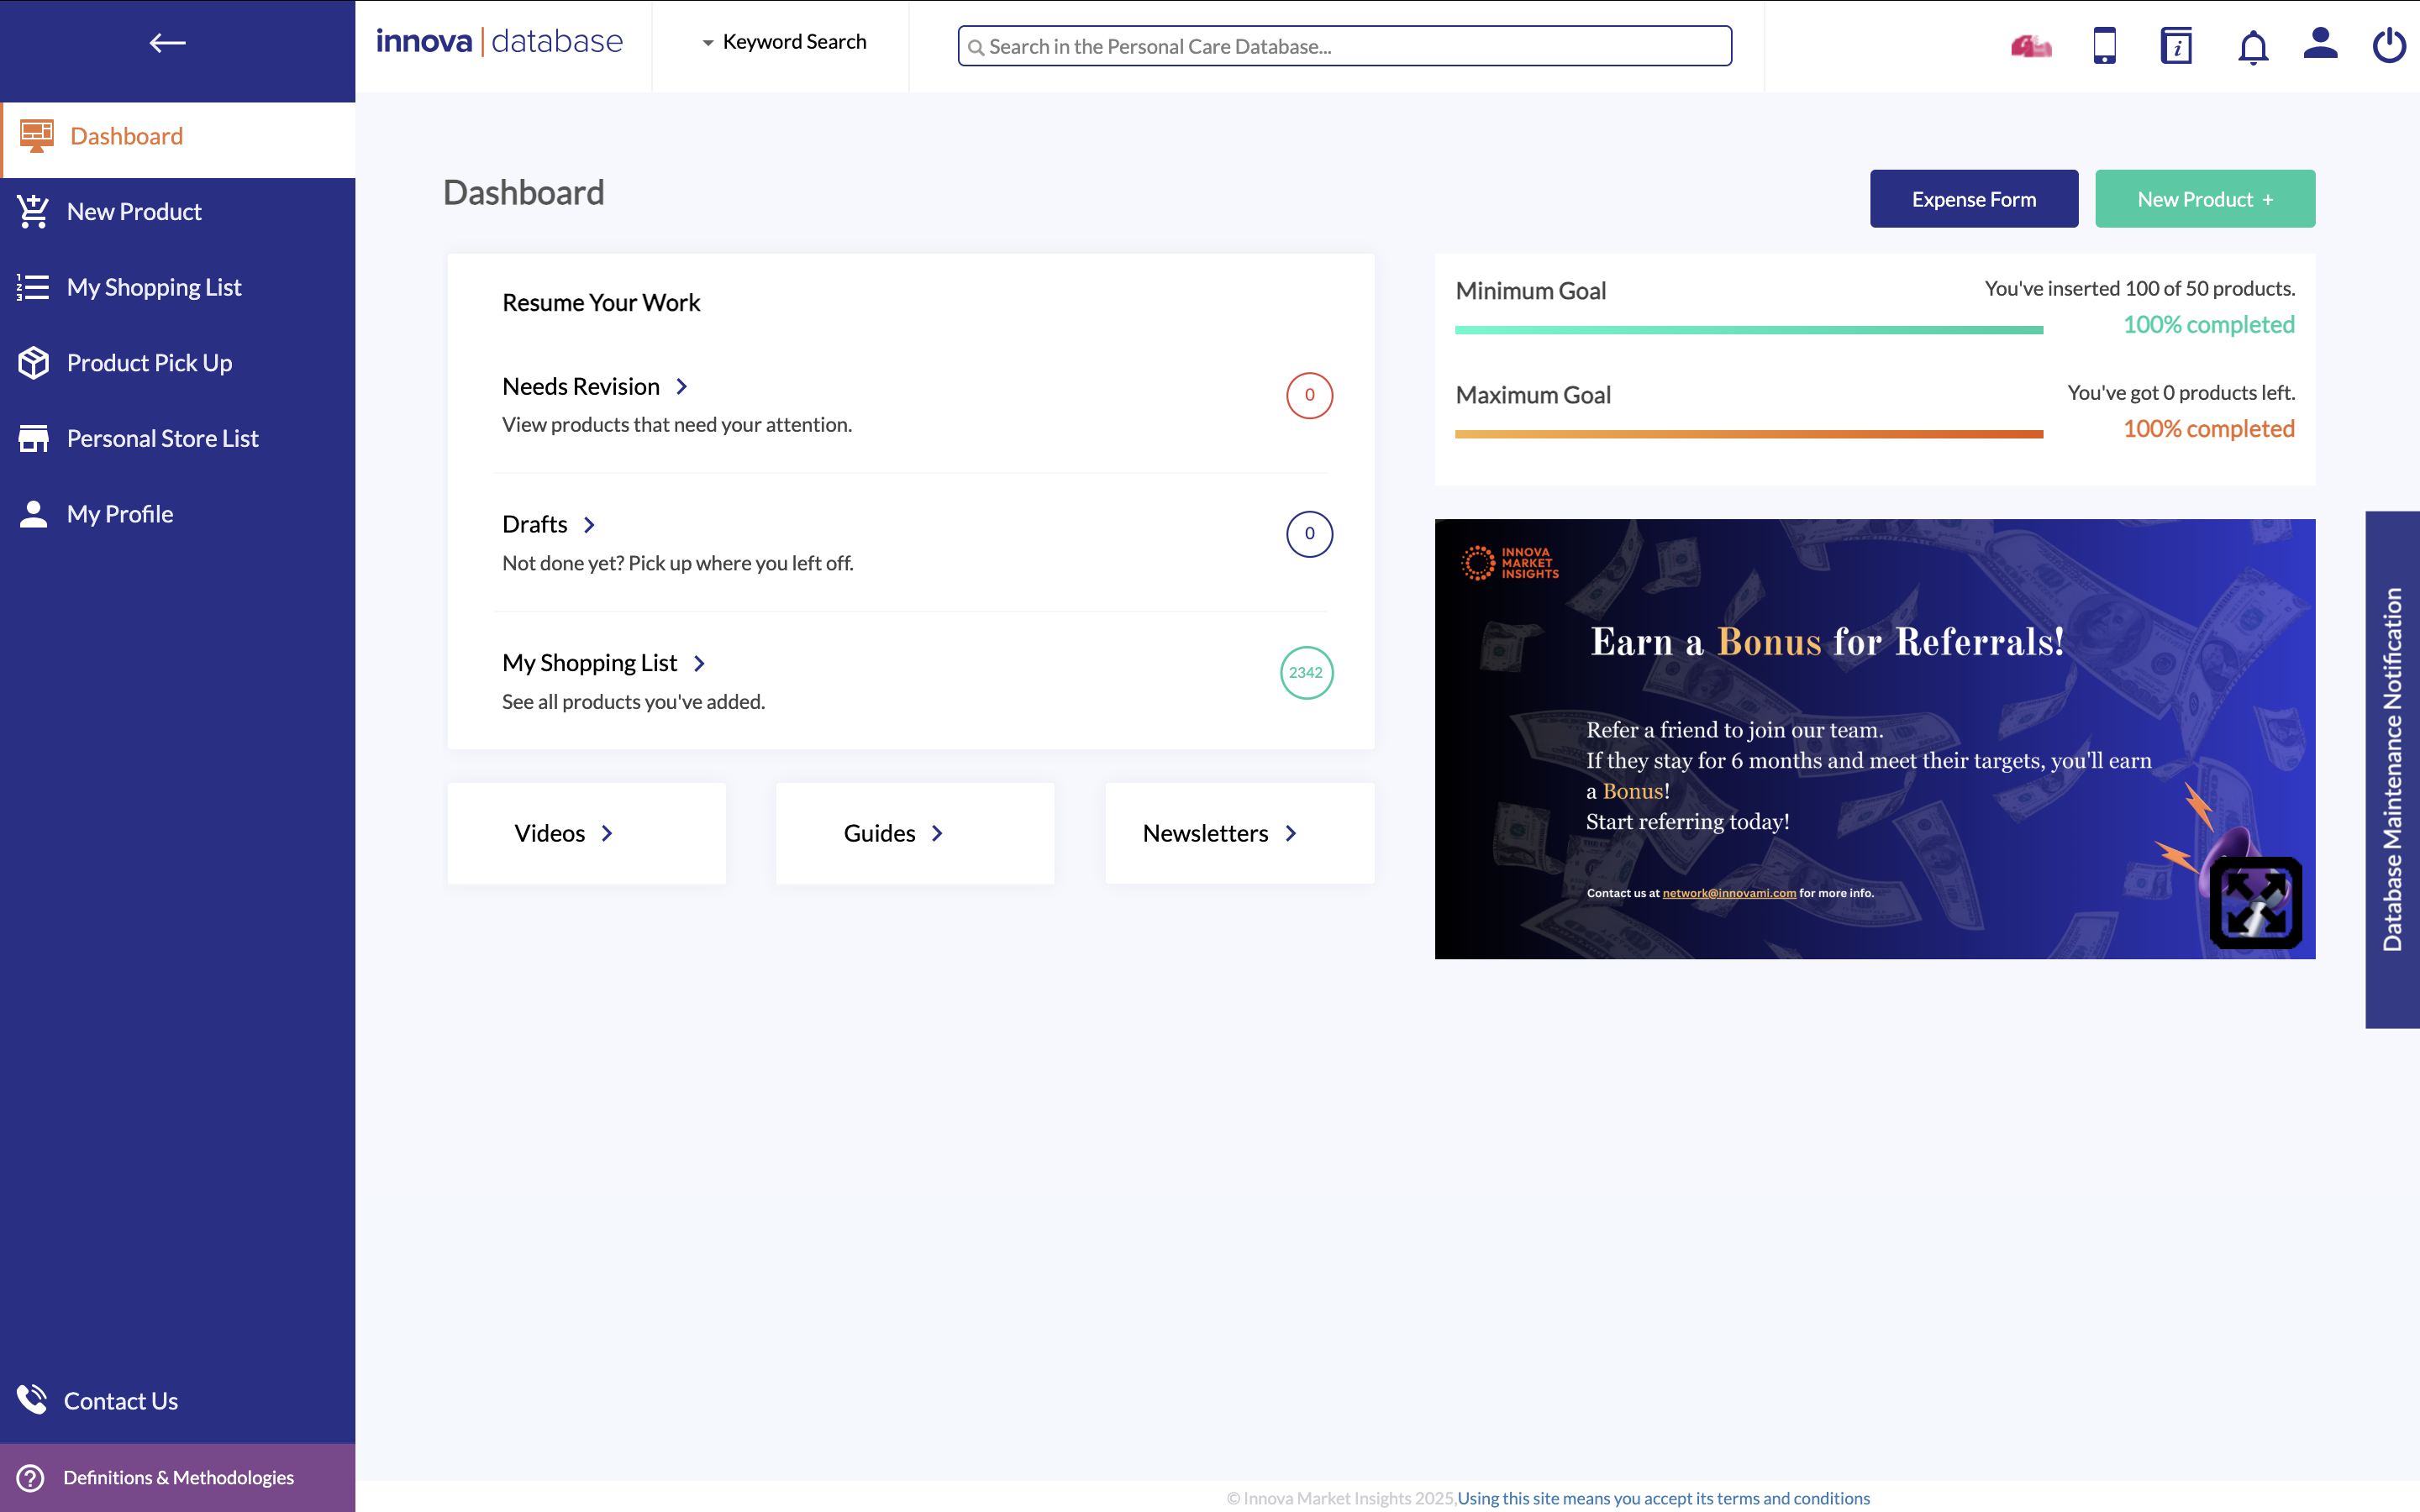 innova | database
Keyword Search
Search in the Personal Care Database...
Dashboard
New Product
My Shopping List
Product Pick Up
Personal Store List
My Profile
Contact Us
Definitions & Methodologies
Dashboard
Expense Form
New Product +
Resume Your Work
Needs Revision
0
View products that need your attention.
Drafts
0
Not done yet? Pick up where you left off.
My Shopping List
2342
See all products you've added.
Videos
Guides
Newsletters
Minimum Goal
You've inserted 100 of 50 products.
100% completed
Maximum Goal
You've got 0 products left.
100% completed
INNOVA
MARKET
INSIGHTS
Earn a Bonus for Referrals!
Refer a friend to join our team.
If they stay for 6 months and meet their targets, you'll earn
a Bonus!
Start referring today!
Contact us at network@innovami.com for more info.
Database Maintenance Notification
© Innova Market Insights 2025,Using this site means you accept its terms and conditions